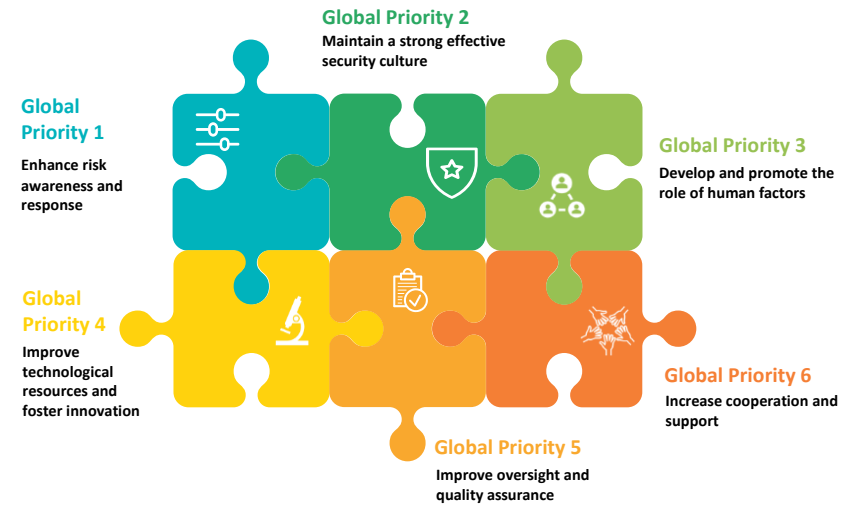 Global Priority 2
Maintain a strong effective
security culture
Global
Priority 1
Enhance risk
awareness and
response
Global Priority 3
Develop and promote the
role of human factors
Global
Priority 4
Improve
technological
resources and
foster innovation
Global Priority 6
Increase cooperation and
support
Global Priority 5
Improve oversight and
quality assurance